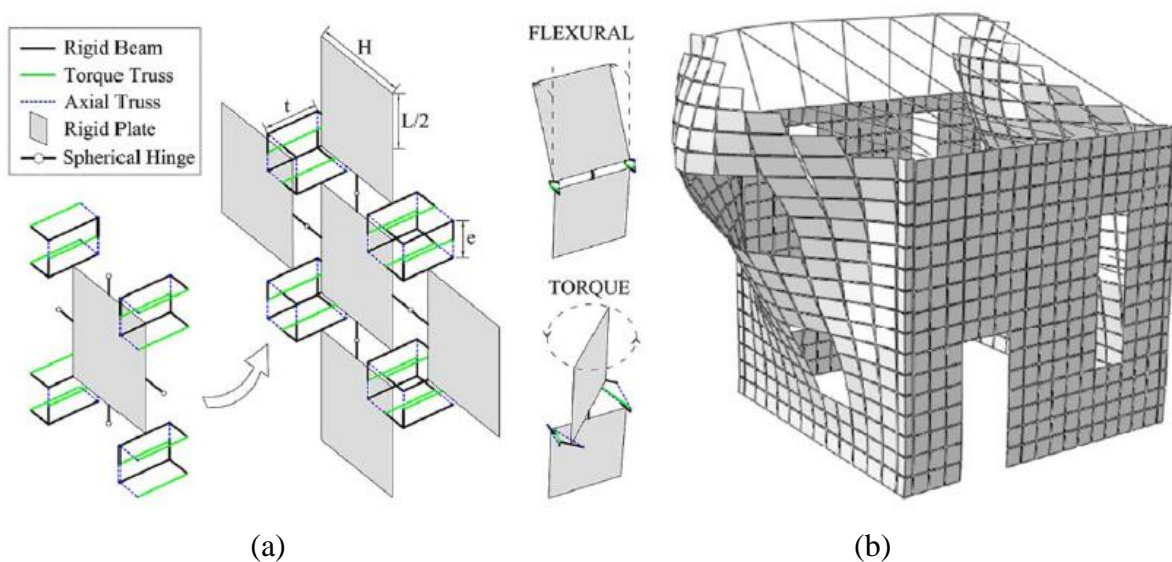 Rigid Beam
Torque Truss
Axial Truss
Rigid Plate
Spherical Hinge
H
t
L/2
e
FLEXURAL
TORQUE
(a)
(b)